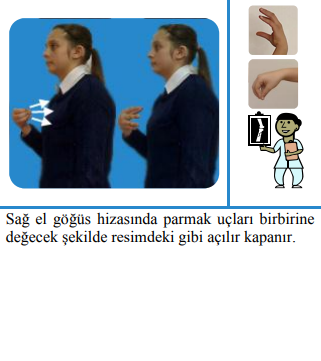 Sağ el göğüs hizasında parmak uçları birbirine
değecek şekilde resimdeki gibi açılır kapanır.